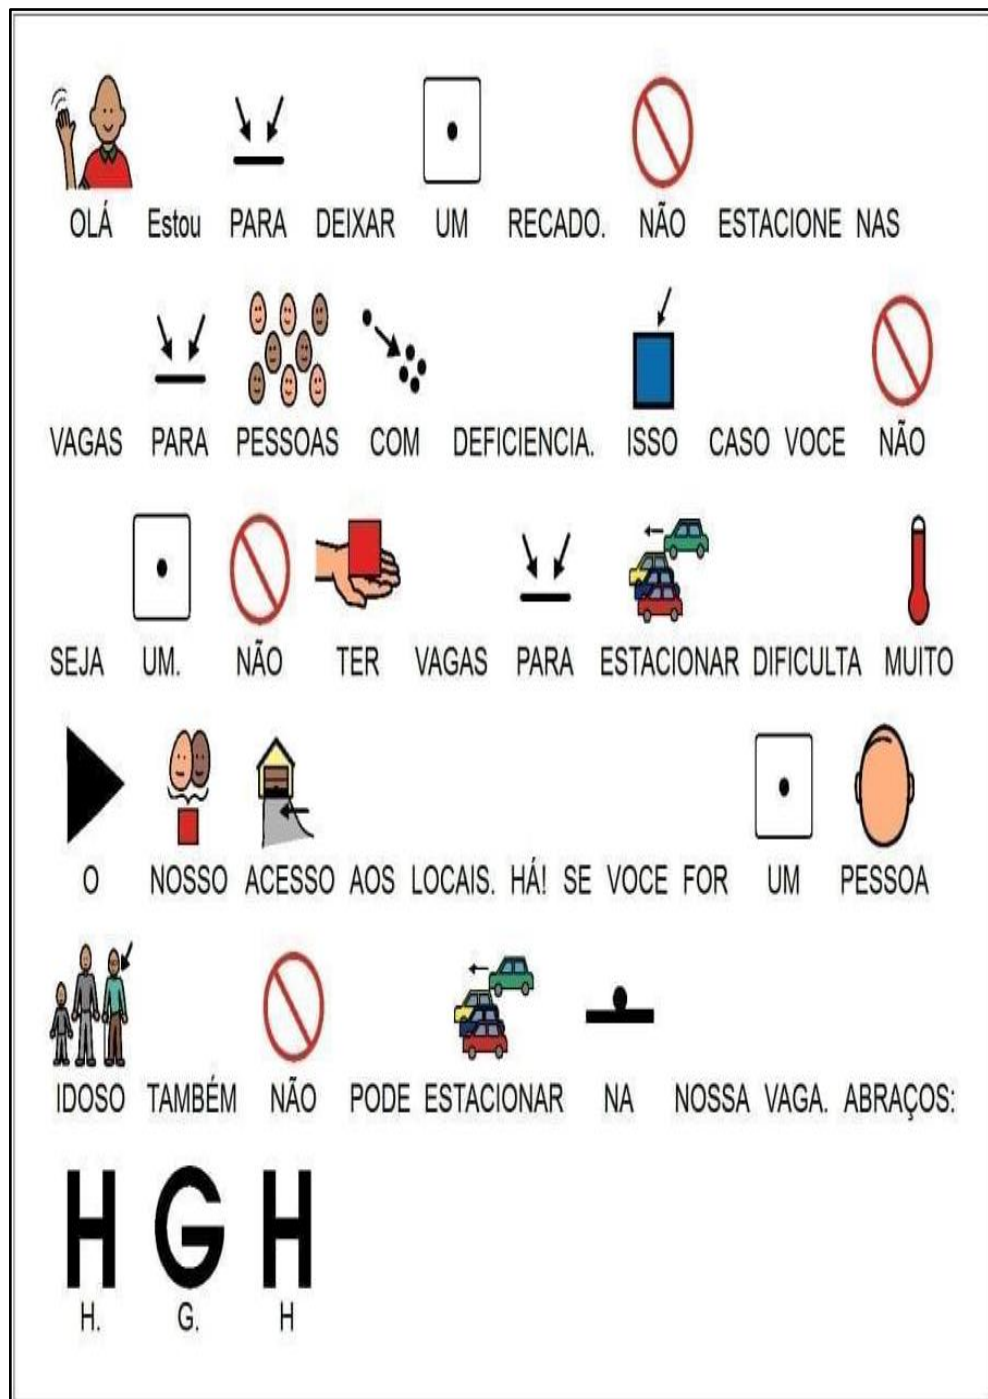 OLÁ Estou PARA DEIXAR UM RECADO. NÃO ESTACIONE NAS
VAGAS PARA PESSOAS COM DEFICIENCIA. ISSO CASO VOCE NÃO
SEJA UM. NÃO TER VAGAS PARA ESTACIONAR DIFICULTA MUITO
O NOSSO ACESSO AOS LOCAIS. HÁ! SE VOCE FOR UM PESSOA
IDOSO TAMBÉM NÃO PODE ESTACIONAR NA NOSSA VAGA. ABRAÇOS:
H G H
H. G. H